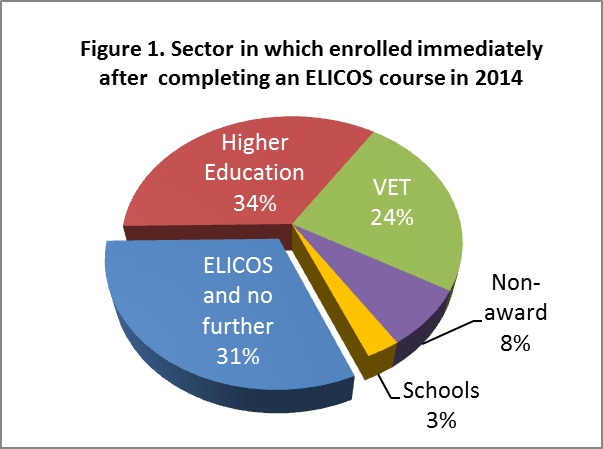 Figure 1. Sector in which enrolled immediately
after completing an ELICOS course in 2014
Higher
Education
34%
VET
24%
ELICOS
and no
further
31%
Non-
award
8%
Schools
3%